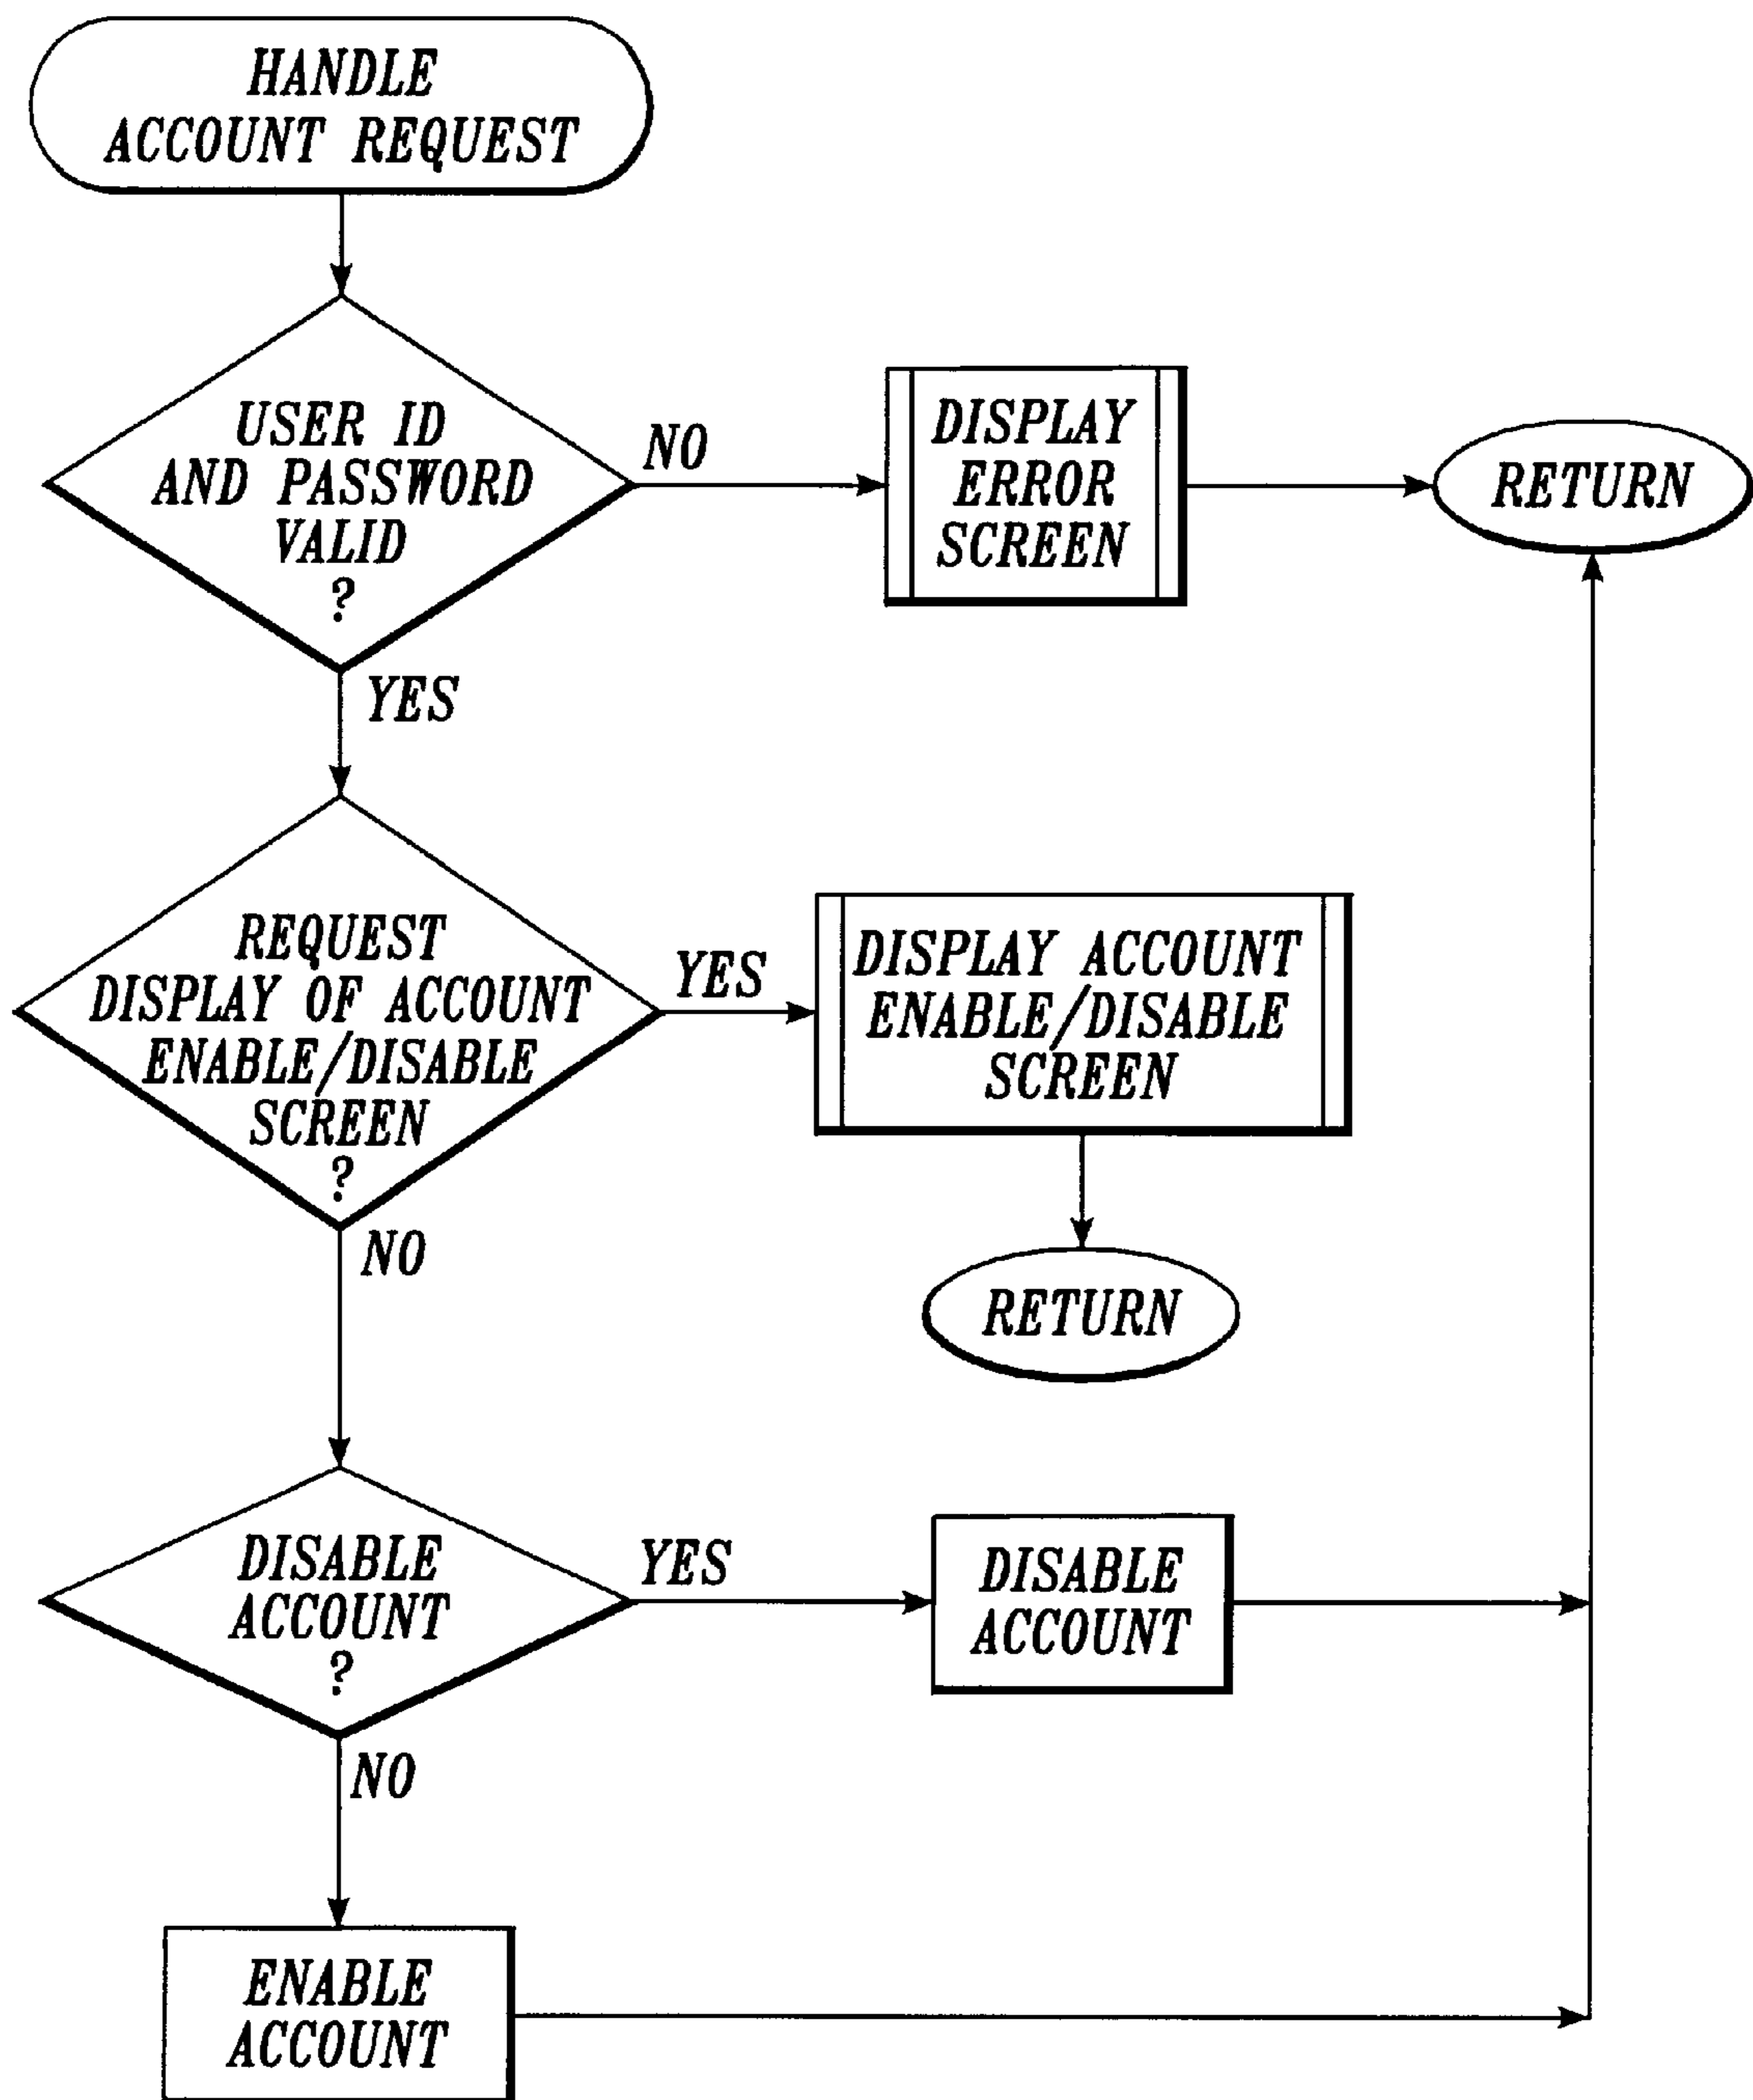 HANDLE
ACCOUNT REQUEST
USER ID
AND PASSWORD
VALID
?
NO
DISPLAY
ERROR
SCREEN
RETURN
YES
REQUEST
DISPLAY OF ACCOUNT
ENABLE/DISABLE
SCREEN
?
YES
DISPLAY ACCOUNT
ENABLE/DISABLE
SCREEN
NO
RETURN
DISABLE
ACCOUNT
?
YES
DISABLE
ACCOUNT
NO
ENABLE
ACCOUNT